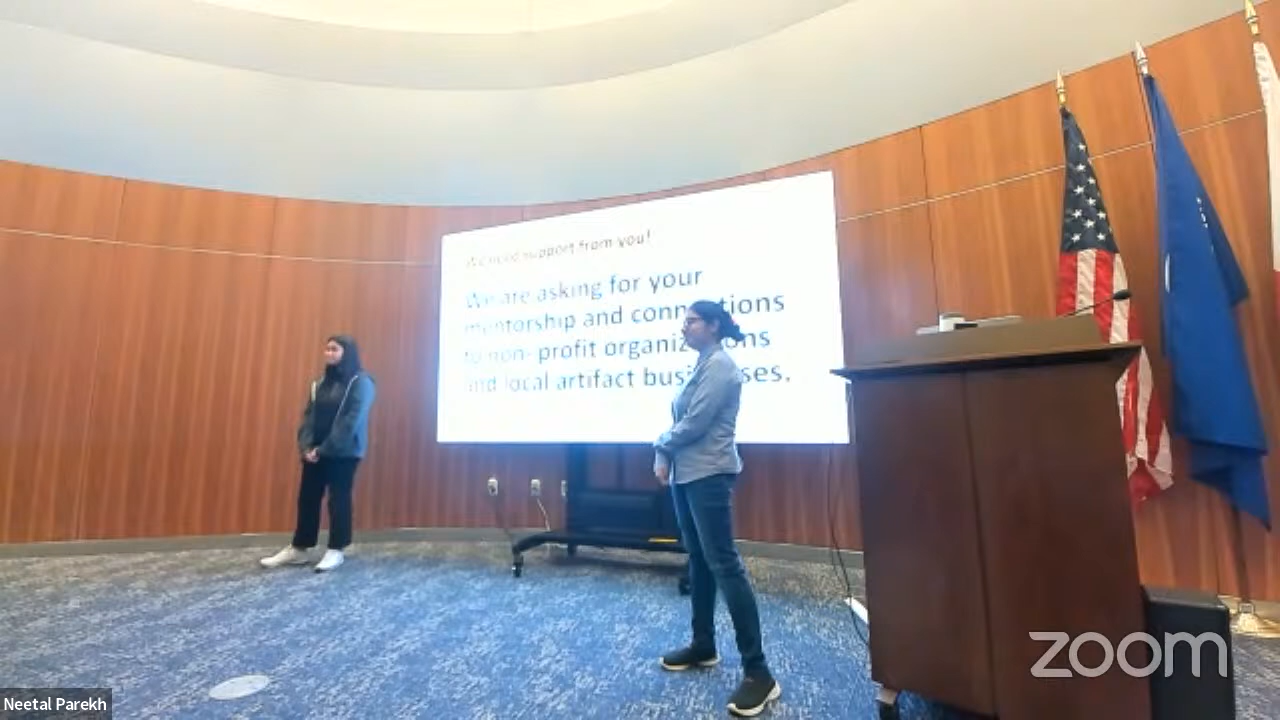 We need support from you!
We are asking for your
mentorship and connections
to non-profit organizations
and local artifact businesses.
zoom
Neetal Parekh